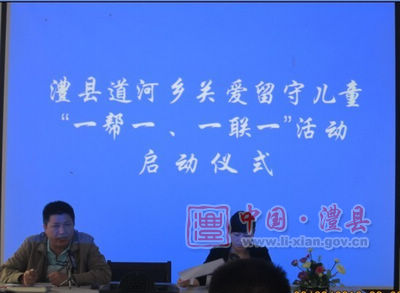 澧县道河乡关爱留守儿童
“一帮一、一联一”活动
启动仪式
中国·澧县
www.li-xian.gov.cn